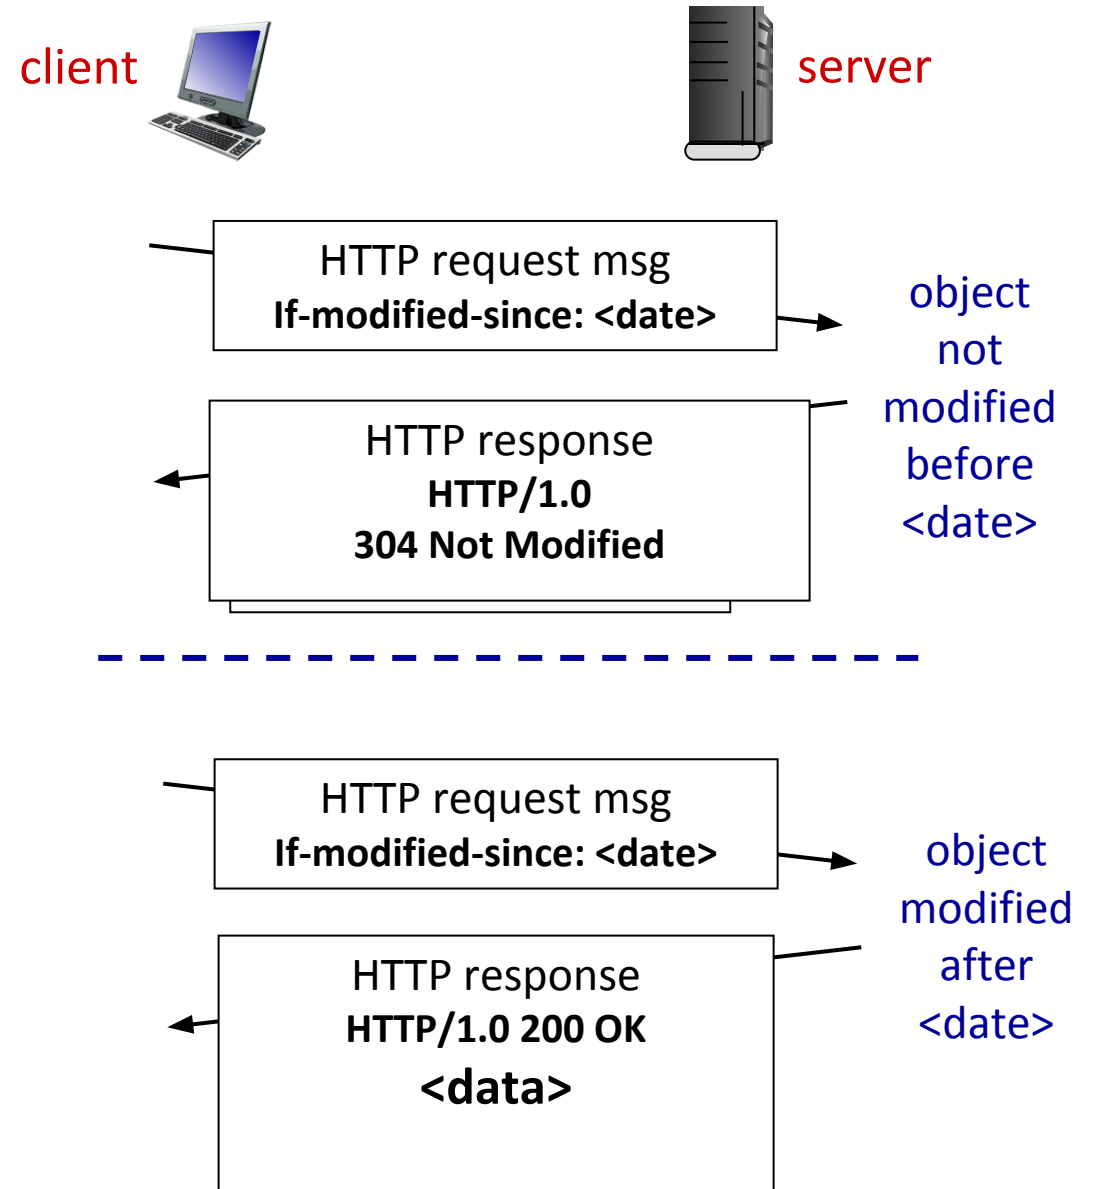 client
server
HTTP request msg
If-modified-since: <date>
object
not
modified
before
<date>
HTTP response
HTTP/1.0
304 Not Modified
HTTP request msg
If-modified-since: <date>
object
modified
after
<date>
HTTP response
HTTP/1.0 200 OK
<data>